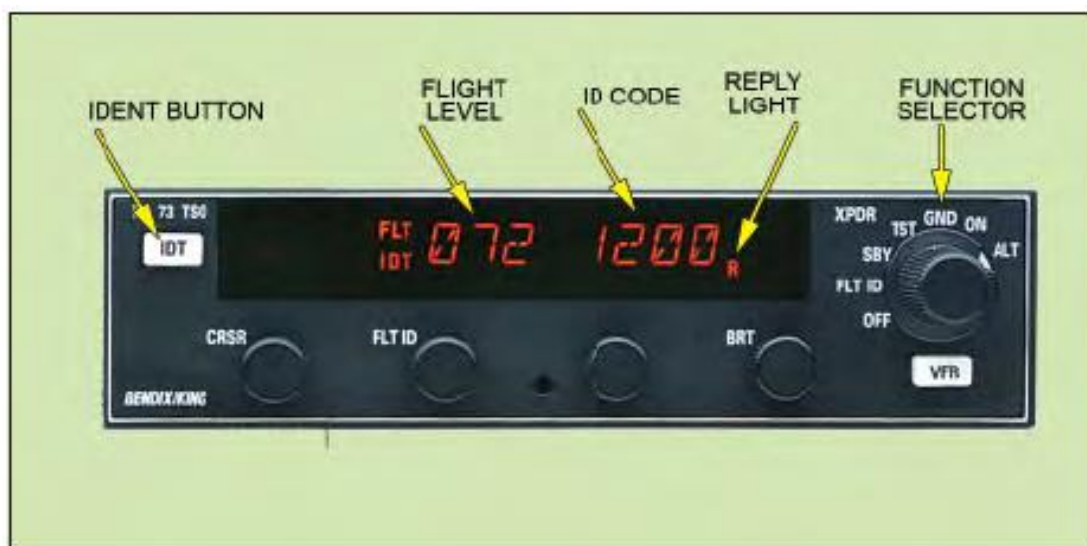 IDENT BUTTON
FLIGHT
LEVEL
ID CODE
REPLY
LIGHT
FUNCTION
SELECTOR
73 TSO
IDT
FLT
IDT
072
1200
R
XPDR
OFF
FLT ID
SBY
TST
GND
ON
ALT
CRSR
FLT ID
BRT
VFR
BENDIX/KING